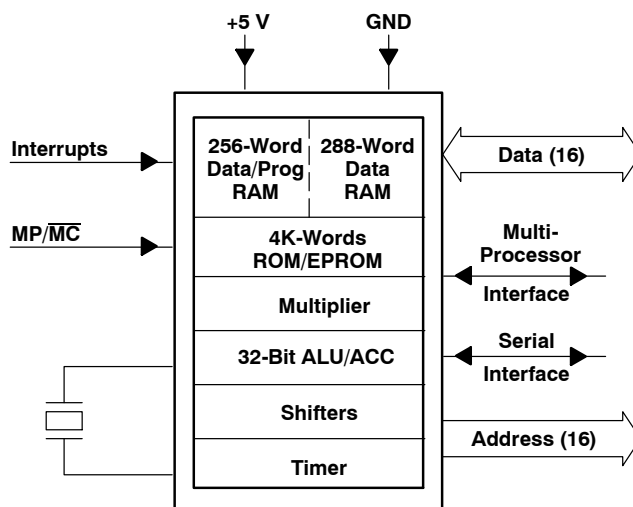 +5 V
GND
Interrupts
256-Word
Data/Prog
RAM
288-Word
Data
RAM
Data (16)
MP/M̅C̅
4K-Words
ROM/EPROM
Multi-
Processor
Interface
Multiplier
32-Bit ALU/ACC
Serial
Interface
Shifters
Address (16)
Timer